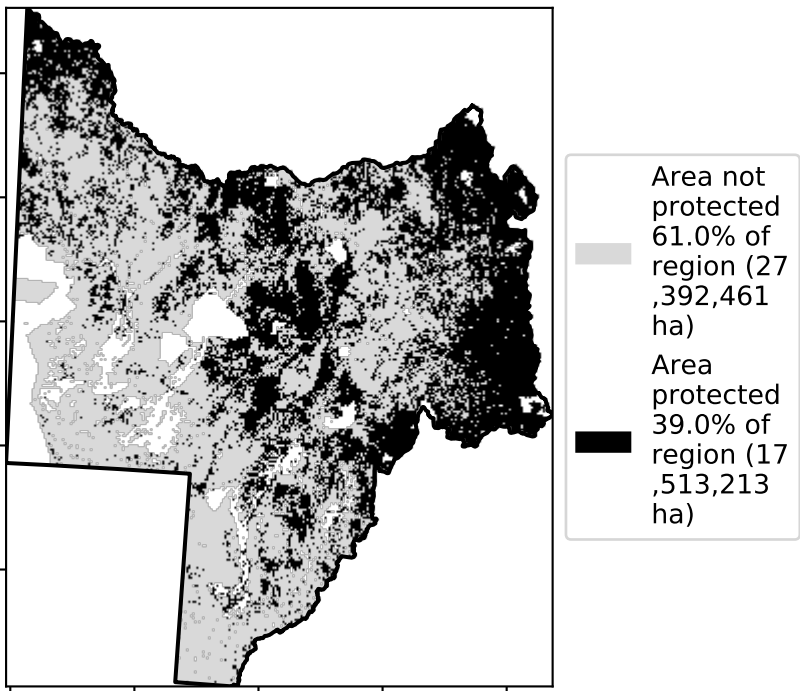 Area not
protected
61.0% of
region (27
,392,461
ha)
Area
protected
39.0% of
region (17
,513,213
ha)